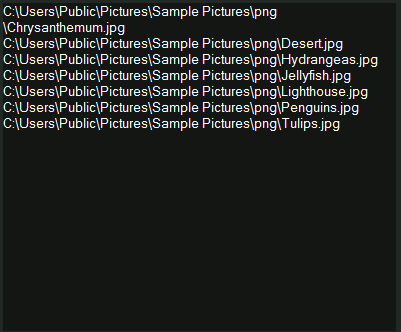 C:\Users\Public\Pictures\Sample Pictures\png
\Chrysanthemum.jpg
C:\Users\Public\Pictures\Sample Pictures\png\Desert.jpg
C:\Users\Public\Pictures\Sample Pictures\png\Hydrangeas.jpg
C:\Users\Public\Pictures\Sample Pictures\png\Jellyfish.jpg
C:\Users\Public\Pictures\Sample Pictures\png\Lighthouse.jpg
C:\Users\Public\Pictures\Sample Pictures\png\Penguins.jpg
C:\Users\Public\Pictures\Sample Pictures\png\Tulips.jpg